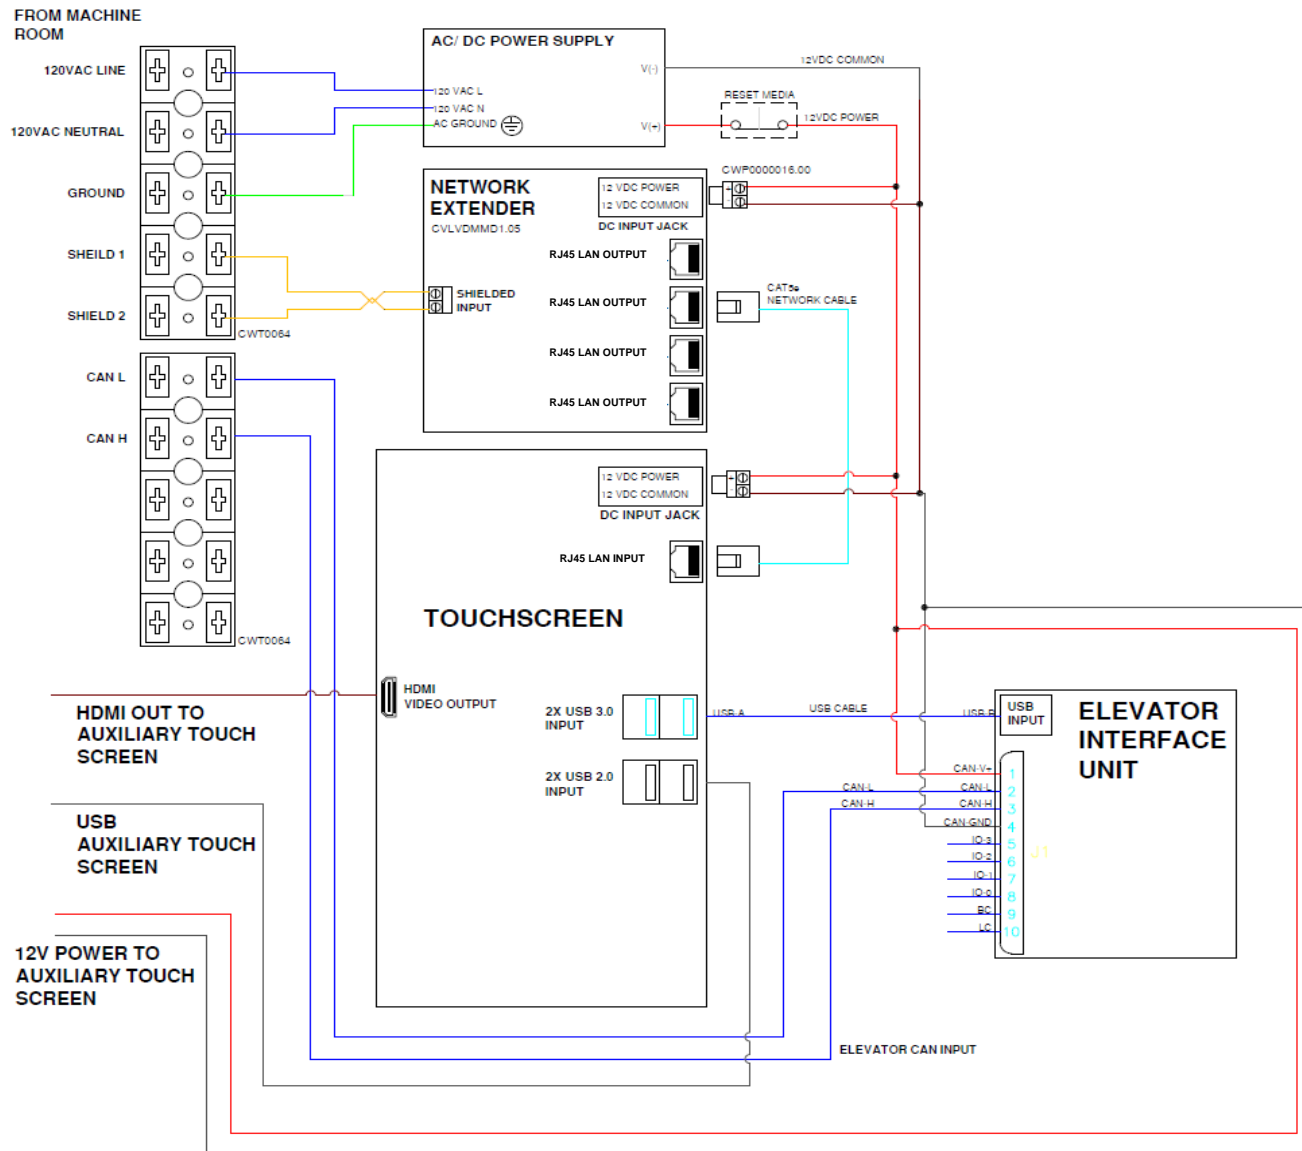 FROM MACHINE
ROOM
120VAC LINE
120VAC NEUTRAL
GROUND
SHEILD 1
SHIELD 2
CWT0064
CAN L
CAN H
CWT0064
AC/ DC POWER SUPPLY
V(-)
120 VAC L
120 VAC N
AC GROUND
V(+)
12VDC COMMON
RESET MEDIA
12VDC POWER
NETWORK
EXTENDER
CVLVDMMD1.05
12 VDC POWER
12 VDC COMMON
DC INPUT JACK
CWP0000016.00
+
-
RJ45 LAN OUTPUT
SHIELDED
INPUT
RJ45 LAN OUTPUT
CAT5e
NETWORK CABLE
RJ45 LAN OUTPUT
RJ45 LAN OUTPUT
12 VDC POWER
12 VDC COMMON
DC INPUT JACK
+
-
RJ45 LAN INPUT
TOUCHSCREEN
HDMI
VIDEO OUTPUT
2X USB 3.0
INPUT
2X USB 2.0
INPUT
USB-A
USB CABLE
USB-B
USB
INPUT
ELEVATOR
INTERFACE
UNIT
CAN-V+
1
CAN-L
CAN-L
2
CAN-H
CAN-H
3
CAN-GND
4
IO-3
5
J1
IO-2
6
IO-1
7
IO-0
8
BC
9
LC
10
HDMI OUT TO
AUXILIARY TOUCH
SCREEN
USB
AUXILIARY TOUCH
SCREEN
12V POWER TO
AUXILIARY TOUCH
SCREEN
ELEVATOR CAN INPUT